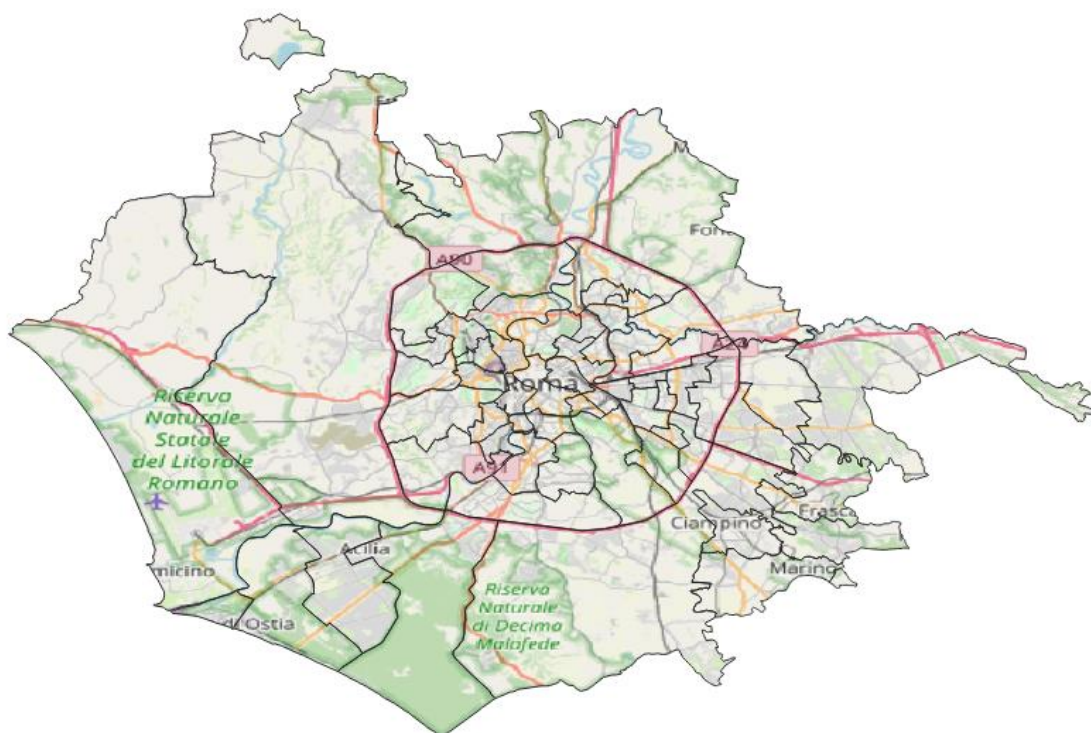 Fon
A90
Roma
Riserva
Naturale
Statale
del Litorale
Romano
A91
Ciampino
Frasca
Acilia
Marino
micino
Riserva
Naturale
di Decima
Malafede
di Ostia